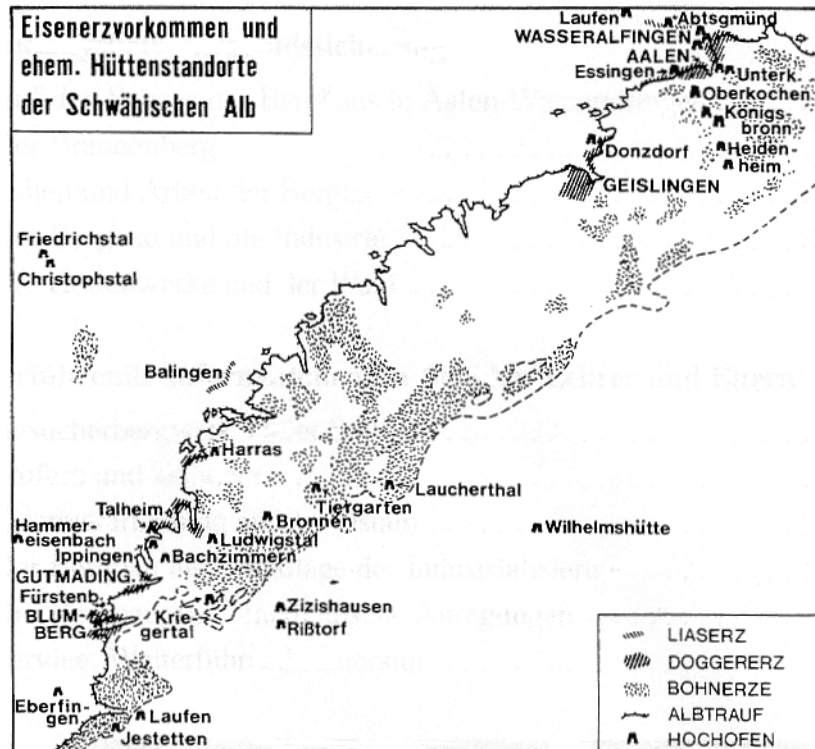 Eisenerzvorkommen und
ehem. Hüttenstandorte
der Schwäbischen Alb
Laufen
Abtsgmünd
WASSERALFINGEN
AALEN
Essingen
Unterk.
Oberkochen
Königs-
bronn
Heiden-
heim
Donzdorf
GEISLINGEN
Friedrichstal
Christophstal
Balingen
Harras
Laucherthal
Tiergarten
Bronnen
Talheim
Hammer-
eisenbach
Ludwigstal
Wilhelmshütte
Ippingen
Bachzimmern
GUTMADING.
Fürstenb.
BLUM-
BERG
Krie-
gertal
Zizishausen
Rißtorf
Eberfin-
gen
Laufen
Jestetten
LIASERZ
DOGGERERZ
BOHNERZE
ALBTRAUF
HOCHOFEN